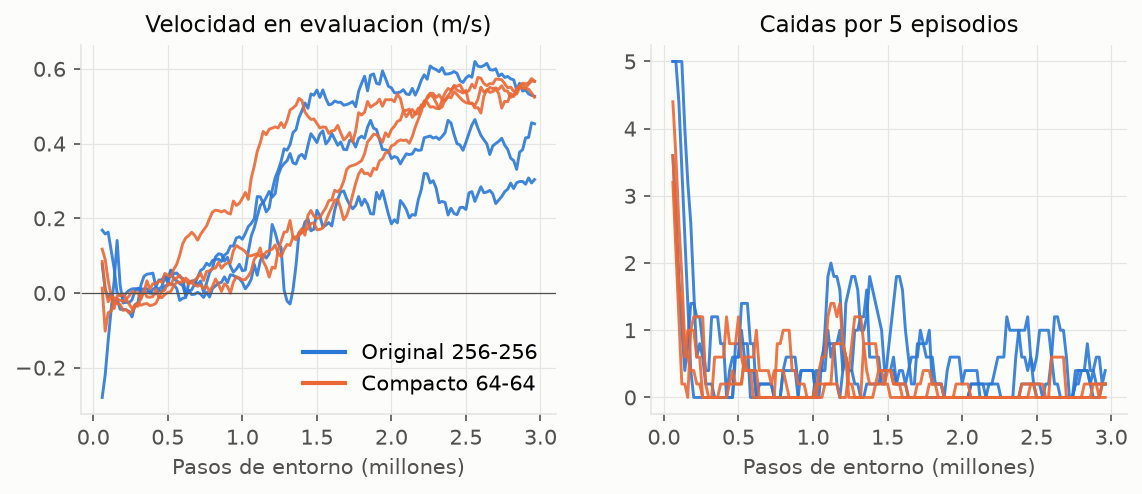 Velocidad en evaluacion (m/s)
0.6
0.4
0.2
0.0
−0.2
Original 256-256
Compacto 64-64
0.0 0.5 1.0 1.5 2.0 2.5 3.0
Pasos de entorno (millones)
Caidas por 5 episodios
5
4
3
2
1
0
0.0 0.5 1.0 1.5 2.0 2.5 3.0
Pasos de entorno (millones)